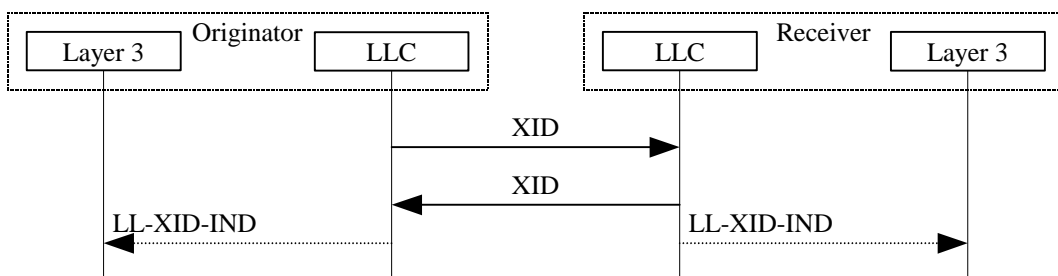 Originator
Receiver
Layer 3
LLC
LLC
Layer 3
XID
XID
LL-XID-IND
LL-XID-IND